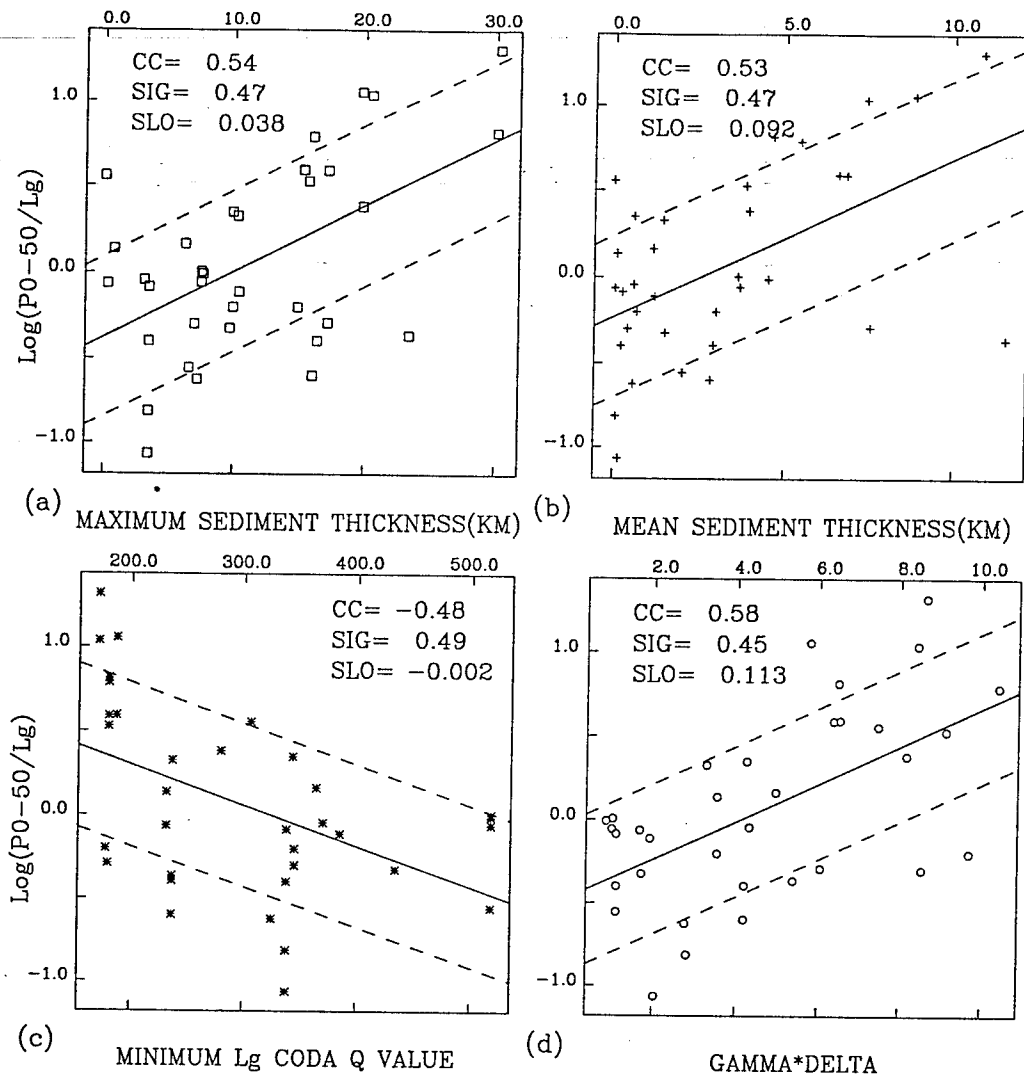 0.0 10.0 20.0 30.0
CC= 0.54
SIG= 0.47
SLO= 0.038
1.0
0.0
−1.0
Log(P0−50/Lg)
(a)
MAXIMUM SEDIMENT THICKNESS(KM)
0.0 5.0 10.0
CC= 0.53
SIG= 0.47
SLO= 0.092
1.0
0.0
−1.0
(b)
MEAN SEDIMENT THICKNESS(KM)
200.0 300.0 400.0 500.0
CC= −0.48
SIG= 0.49
SLO= −0.002
1.0
0.0
−1.0
Log(P0−50/Lg)
(c)
MINIMUM Lg CODA Q VALUE
2.0 4.0 6.0 8.0 10.0
CC= 0.58
SIG= 0.45
SLO= 0.113
1.0
0.0
−1.0
(d)
GAMMA*DELTA